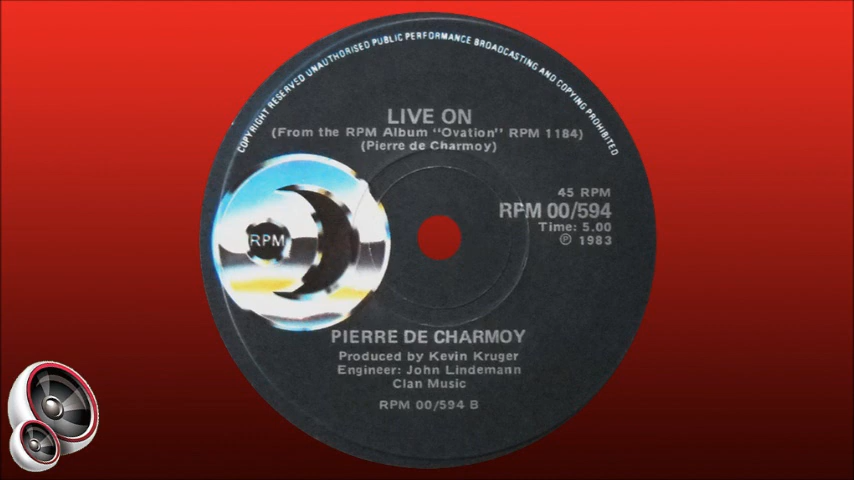 COPYRIGHT RESERVED UNAUTHORISED PUBLIC PERFORMANCE BROADCASTING AND COPYING PROHIBITED
LIVE ON
(From the RPM Album "Ovation" RPM 1184)
(Pierre de Charmoy)
45 RPM
RPM 00/594
Time: 5.00
℗ 1983
RPM
PIERRE DE CHARMOY
Produced by Kevin Kruger
Engineer: John Lindemann
Clan Music
RPM 00/594 B